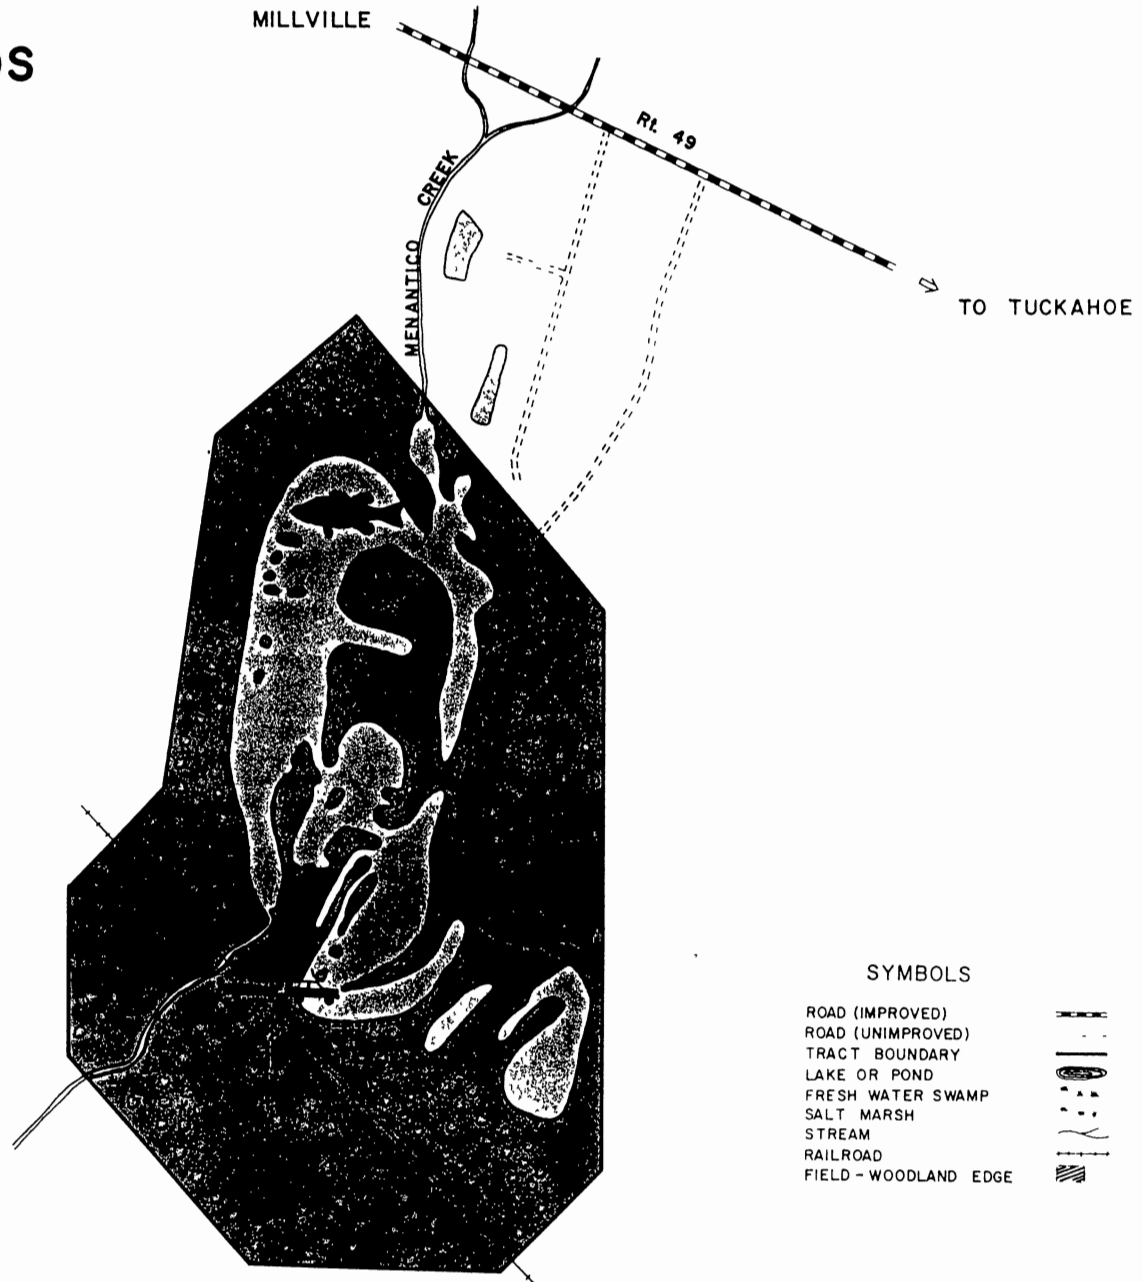 MILLVILLE
Rt. 49
CREEK
MENANTICO
TO TUCKAHOE
SYMBOLS
ROAD (IMPROVED)
ROAD (UNIMPROVED)
TRACT BOUNDARY
LAKE OR POND
FRESH WATER SWAMP
SALT MARSH
STREAM
RAILROAD
FIELD - WOODLAND EDGE